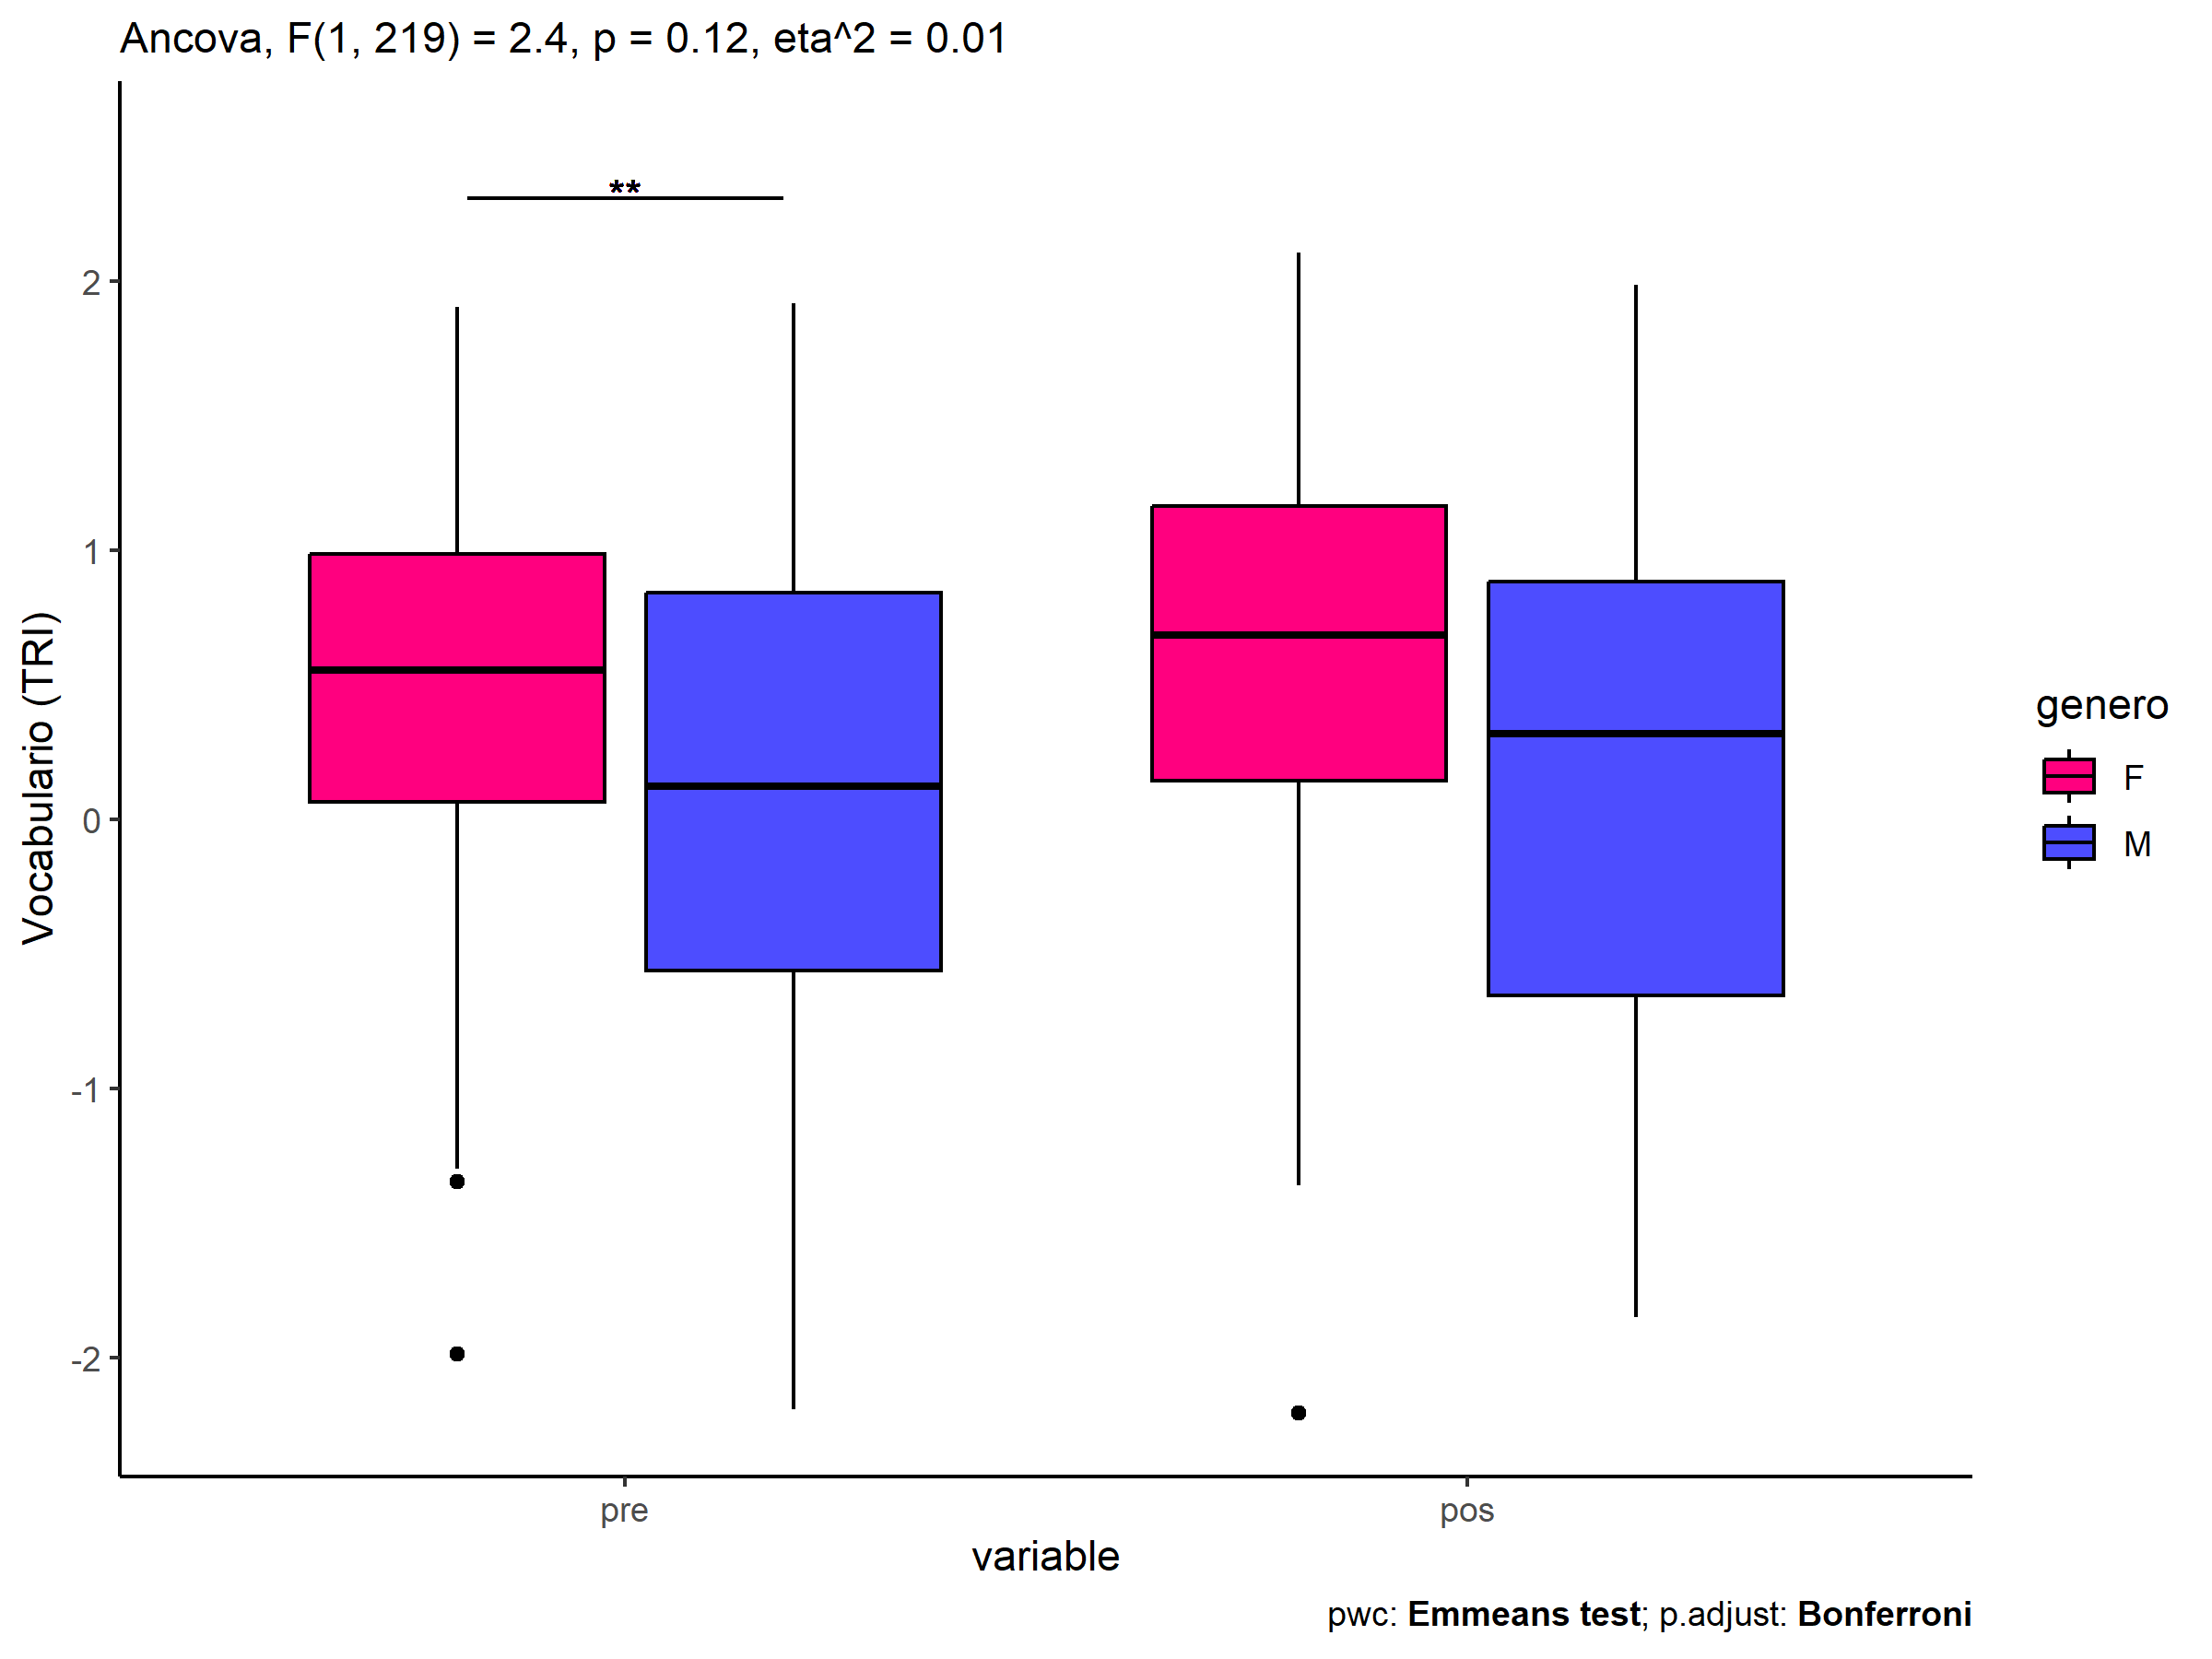 Ancova, F(1, 219) = 2.4, p = 0.12, eta^2 = 0.01
**
2
1
0
-1
-2
Vocabulario (TRI)
pre
pos
variable
genero
F
M
pwc: Emmeans test; p.adjust: Bonferroni